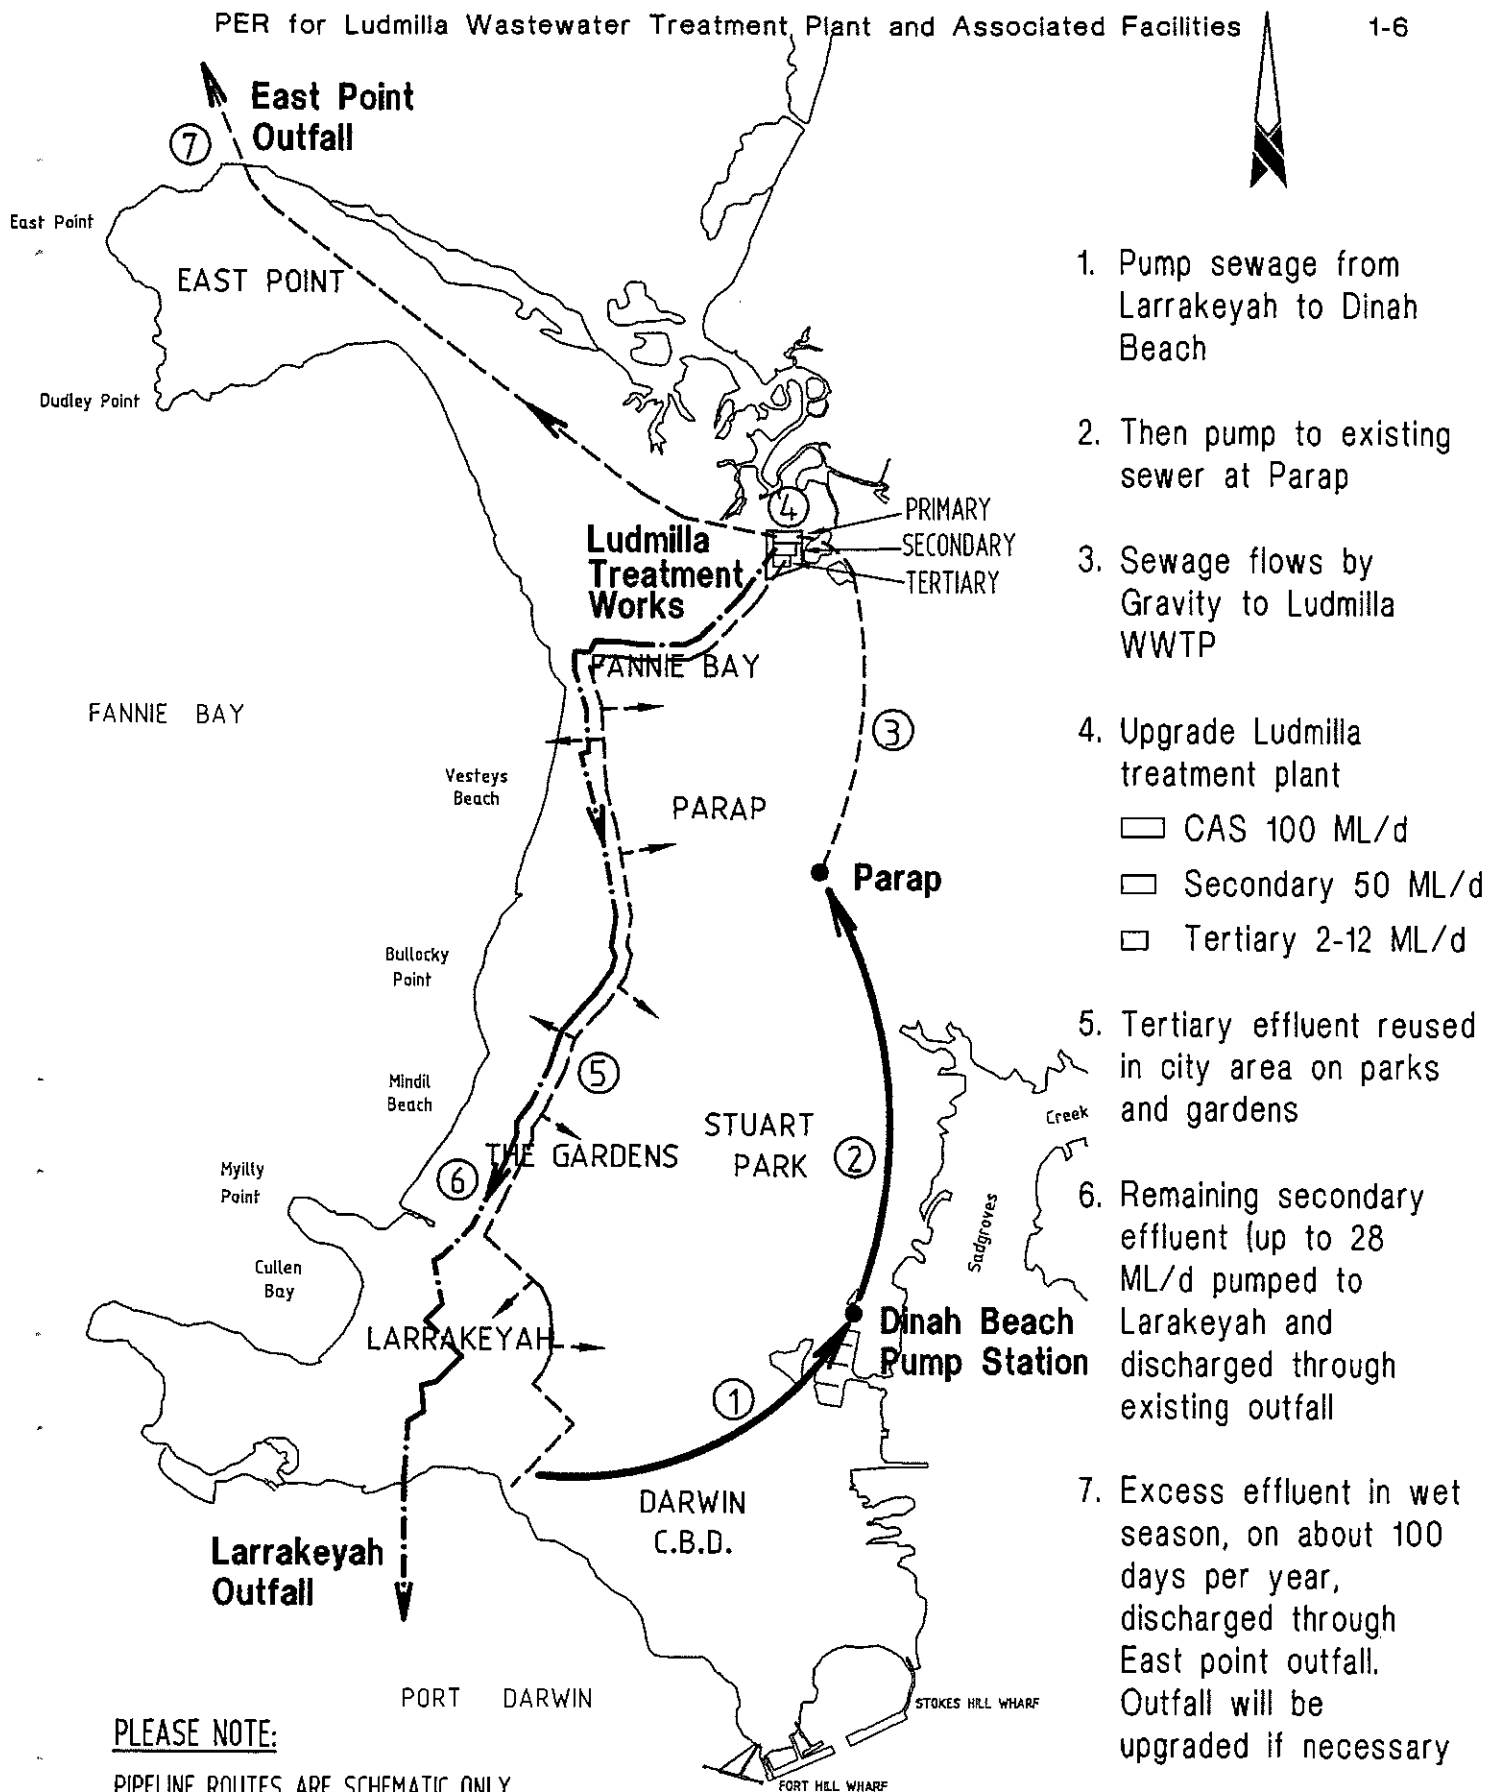 PER for Ludmilla Wastewater Treatment Plant and Associated Facilities 1-6
East Point
Outfall
7
East Point
EAST POINT
Dudley Point
4
PRIMARY
SECONDARY
TERTIARY
Ludmilla
Treatment
Works
FANNIE BAY
FANNIE BAY
3
Vesteys
Beach
PARAP
Parap
Bullocky
Point
5
Mindil
Beach
STUART
PARK
2
Creek
Sadgroves
THE GARDENS
6
Myilly
Point
Cullen
Bay
LARRAKEYAH
Dinah Beach
Pump Station
1
DARWIN
C.B.D.
Larrakeyah
Outfall
PORT DARWIN
STOKES HILL WHARF
FORT HILL WHARF
PLEASE NOTE:
PIPELINE ROUTES ARE SCHEMATIC ONLY
1. Pump sewage from
Larrakeyah to Dinah
Beach
2. Then pump to existing
sewer at Parap
3. Sewage flows by
Gravity to Ludmilla
WWTP
4. Upgrade Ludmilla
treatment plant
CAS 100 ML/d
Secondary 50 ML/d
Tertiary 2-12 ML/d
5. Tertiary effluent reused
in city area on parks
and gardens
6. Remaining secondary
effluent (up to 28
ML/d pumped to
Larakeyah and
discharged through
existing outfall
7. Excess effluent in wet
season, on about 100
days per year,
discharged through
East point outfall.
Outfall will be
upgraded if necessary